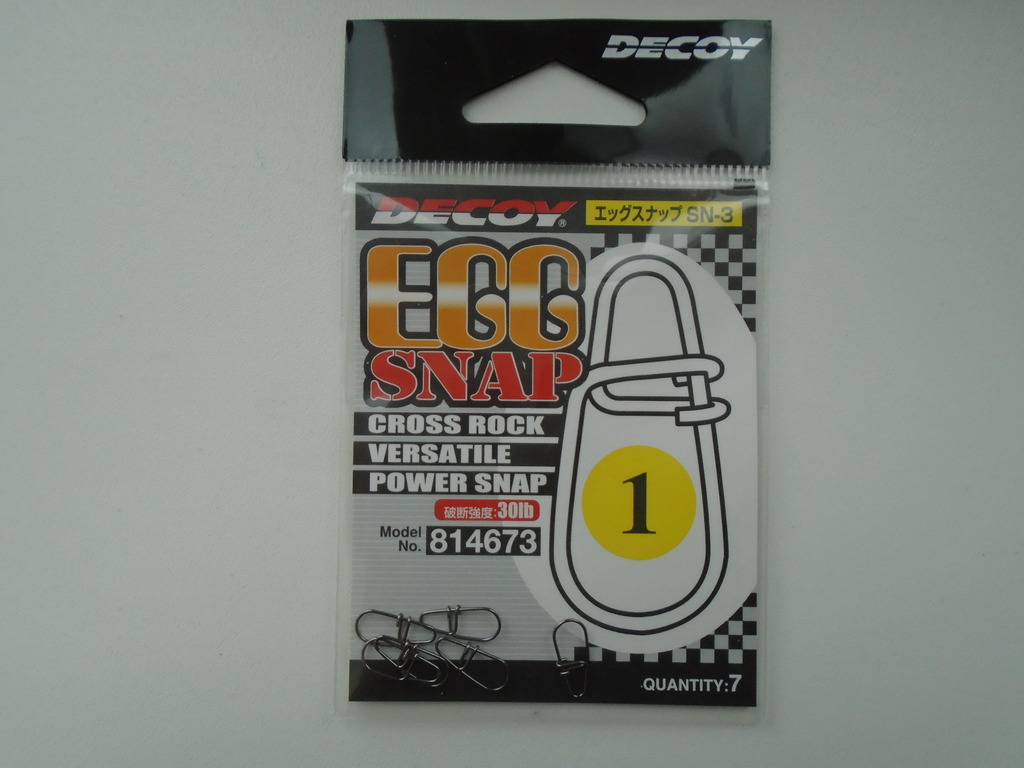 DECOY
DECOY®
エッグスナップ SN-3
EGG
SNAP
CROSS ROCK
VERSATILE
POWER SNAP
破断強度:30lb
Model No. 814673
1
QUANTITY:7